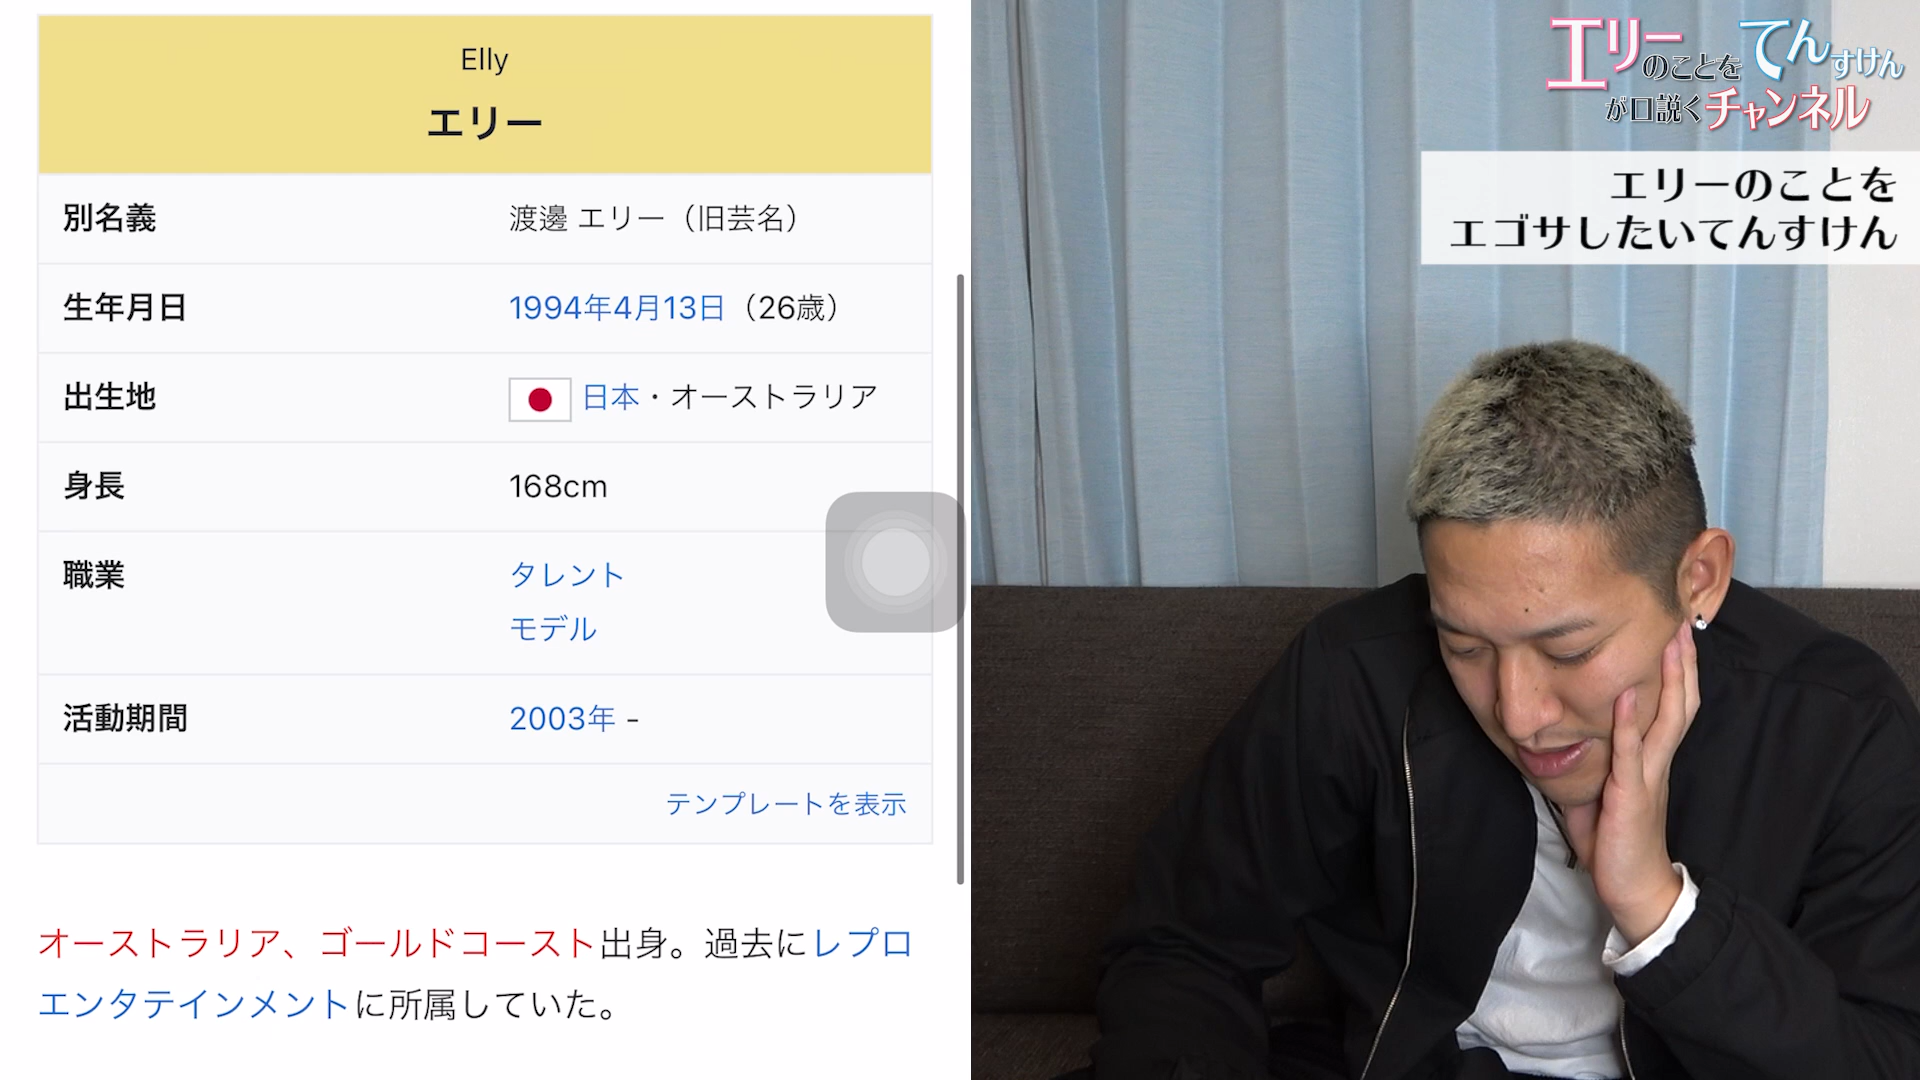 Elly
エリー
別名義 渡邊 エリー（旧芸名）
生年月日 1994年4月13日（26歳）
出生地 日本・オーストラリア
身長 168cm
職業 タレント
モデル
活動期間 2003年 -
テンプレートを表示
オーストラリア、ゴールドコースト出身。過去にレプロ
エンタテインメントに所属していた。
エリーのことをてんすけん
が口説くチャンネル
エリーのことを
エゴサしたいてんすけん